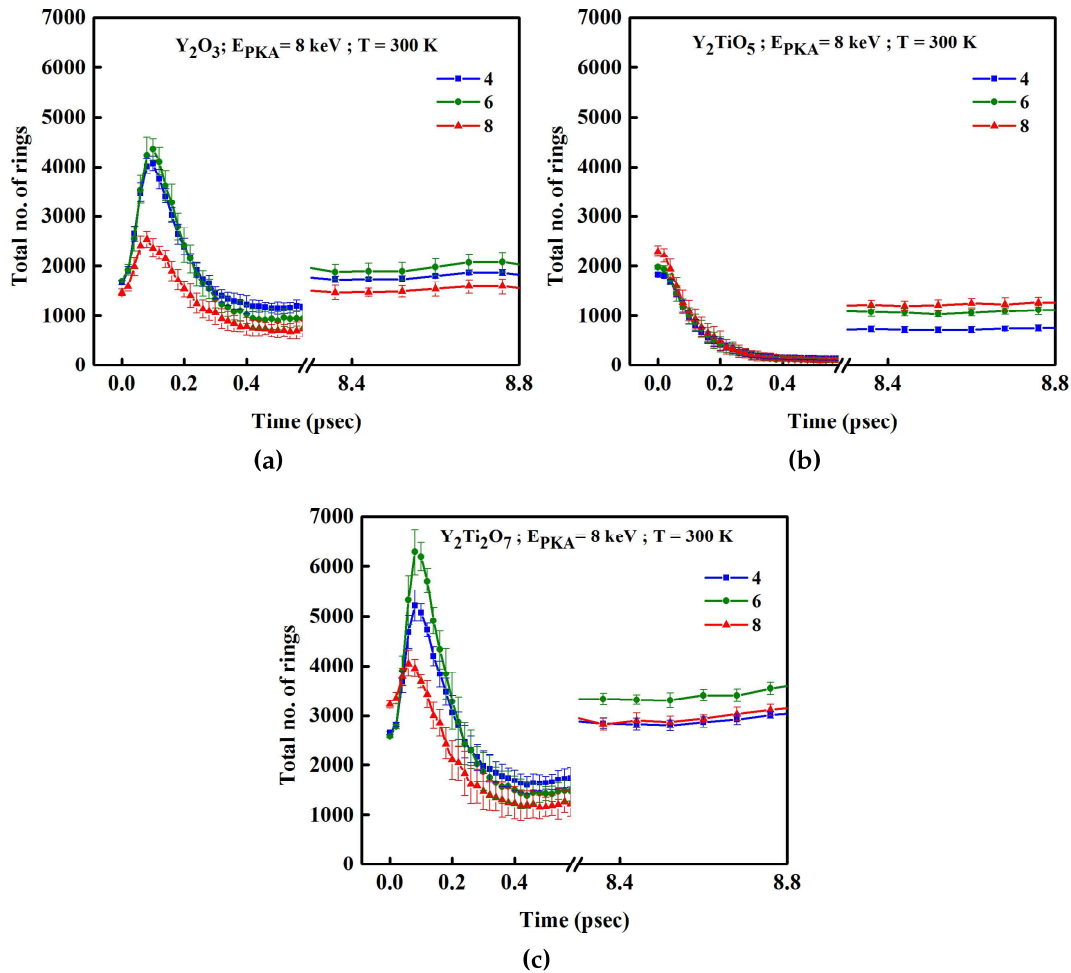 7000
6000
5000
4000
3000
2000
1000
0
Total no. of rings
Y2O3; EPKA= 8 keV ; T = 300 K
4
6
8
0.0 0.2 0.4 8.4 8.8
Time (psec)
(a)
7000
6000
5000
4000
3000
2000
1000
0
Total no. of rings
Y2TiO5 ; EPKA= 8 keV ; T = 300 K
4
6
8
0.0 0.2 0.4 8.4 8.8
Time (psec)
(b)
7000
6000
5000
4000
3000
2000
1000
0
Total no. of rings
Y2Ti2O7 ; EPKA= 8 keV ; T = 300 K
4
6
8
0.0 0.2 0.4 8.4 8.8
Time (psec)
(c)